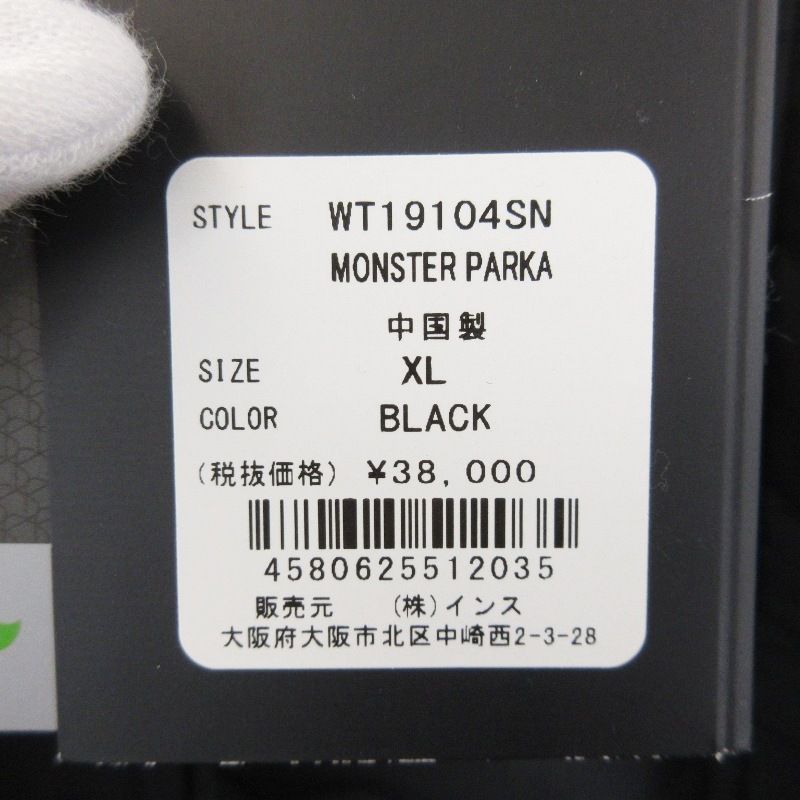 STYLE WT19104SN
MONSTER PARKA
中国製
SIZE XL
COLOR BLACK
(税抜価格) ¥38,000
4580625512035
販売元 (株)インス
大阪府大阪市北区中崎西2-3-28